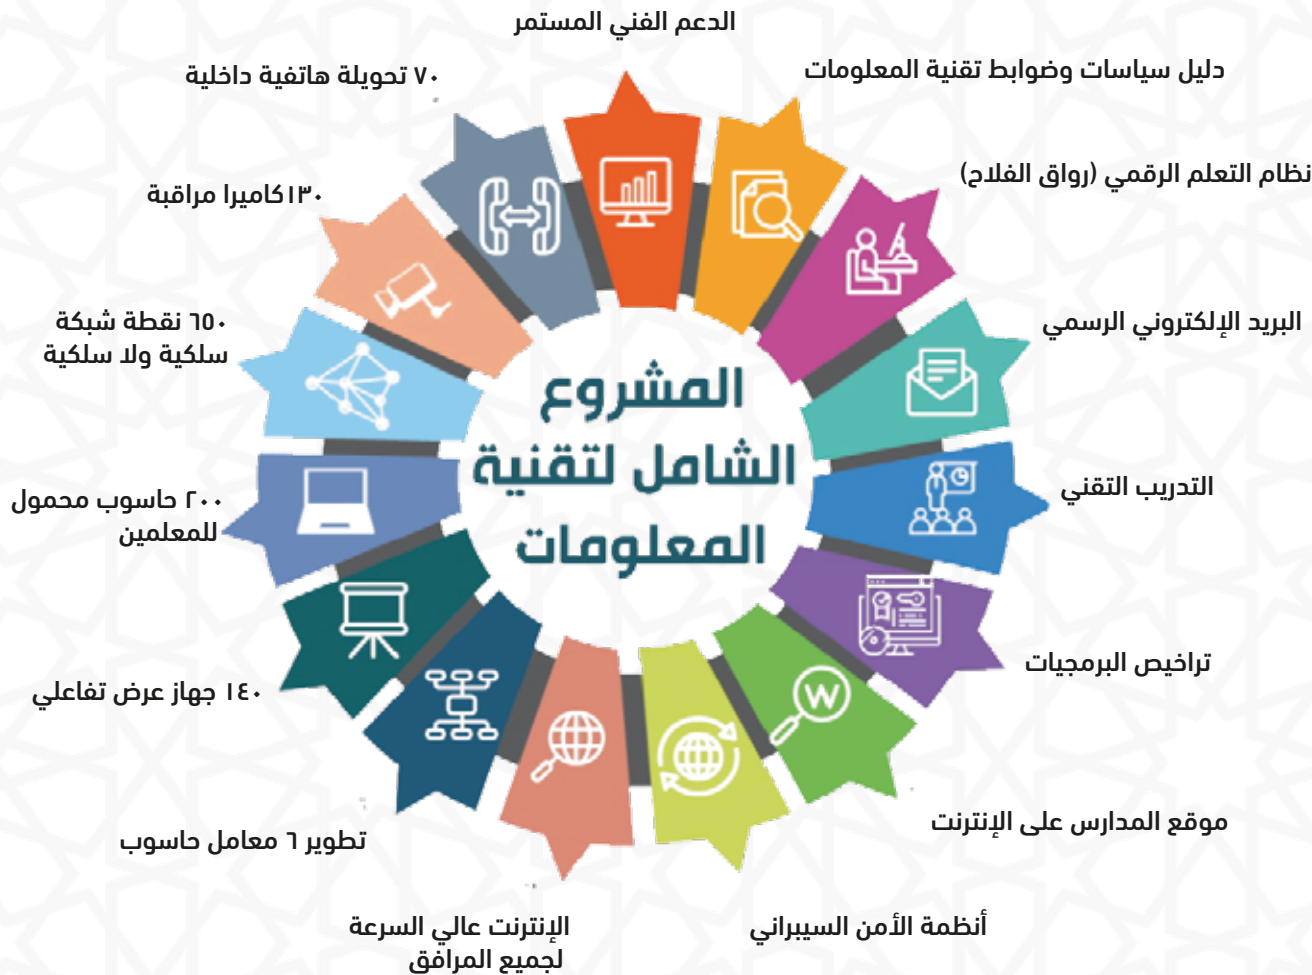 الدعم الفني المستمر
دليل سياسات وضوابط تقنية المعلومات
نظام التعلم الرقمي (رواق الفلاح)
البريد الإلكتروني الرسمي
التدريب التقني
تراخيص البرمجيات
موقع المدارس على الإنترنت
أنظمة الأمن السيبراني
الإنترنت عالي السرعة
لجميع المرافق
تطوير ٦ معامل حاسوب
١٤٠ جهاز عرض تفاعلي
٢٠٠ حاسوب محمول
للمعلمين
٦٥٠ نقطة شبكة
سلكية ولا سلكية
١٣٠كاميرا مراقبة
٧٠ تحويلة هاتفية داخلية
المشروع
الشامل لتقنية
المعلومات
W